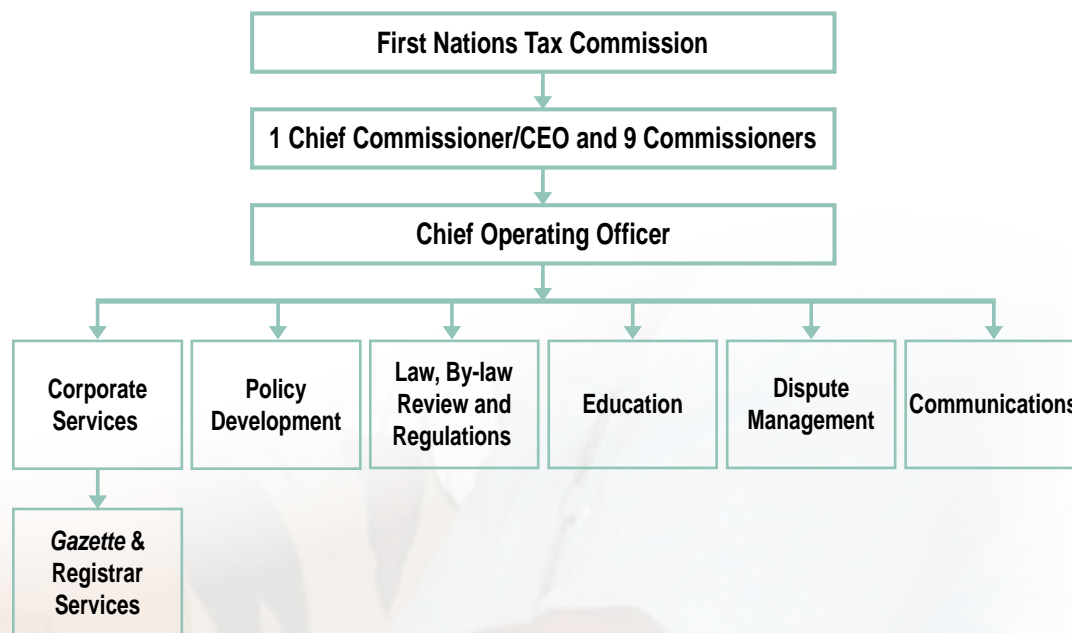 First Nations Tax Commission
1 Chief Commissioner/CEO and 9 Commissioners
Chief Operating Officer
Corporate
Services
Policy
Development
Law, By-law
Review and
Regulations
Education
Dispute
Management
Communications
Gazette &
Registrar
Services